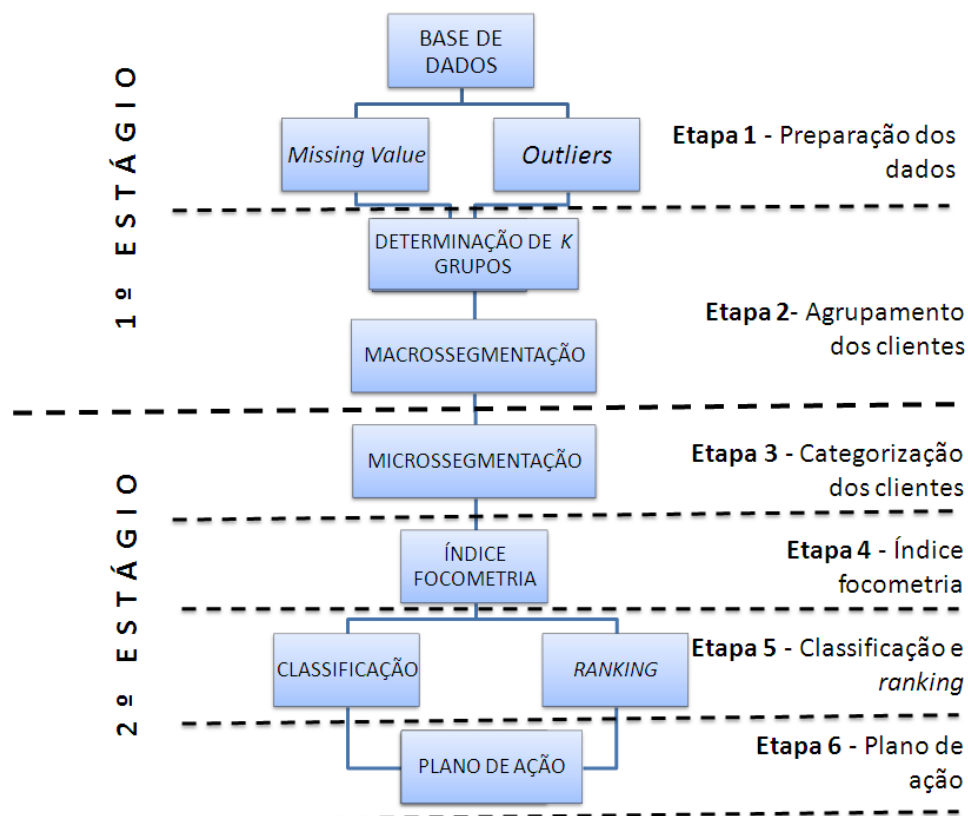 BASE DE
DADOS
1º ESTÁGIO
Missing Value
Outliers
Etapa 1 - Preparação dos
dados
DETERMINAÇÃO DE K
GRUPOS
MACROSSEGMENTAÇÃO
Etapa 2- Agrupamento
dos clientes
2º ESTÁGIO
MICROSSEGMENTAÇÃO
Etapa 3 - Categorização
dos clientes
ÍNDICE
FOCOMETRIA
Etapa 4 - Índice
focometria
CLASSIFICAÇÃO
RANKING
Etapa 5 - Classificação e
ranking
PLANO DE AÇÃO
Etapa 6 - Plano de
ação